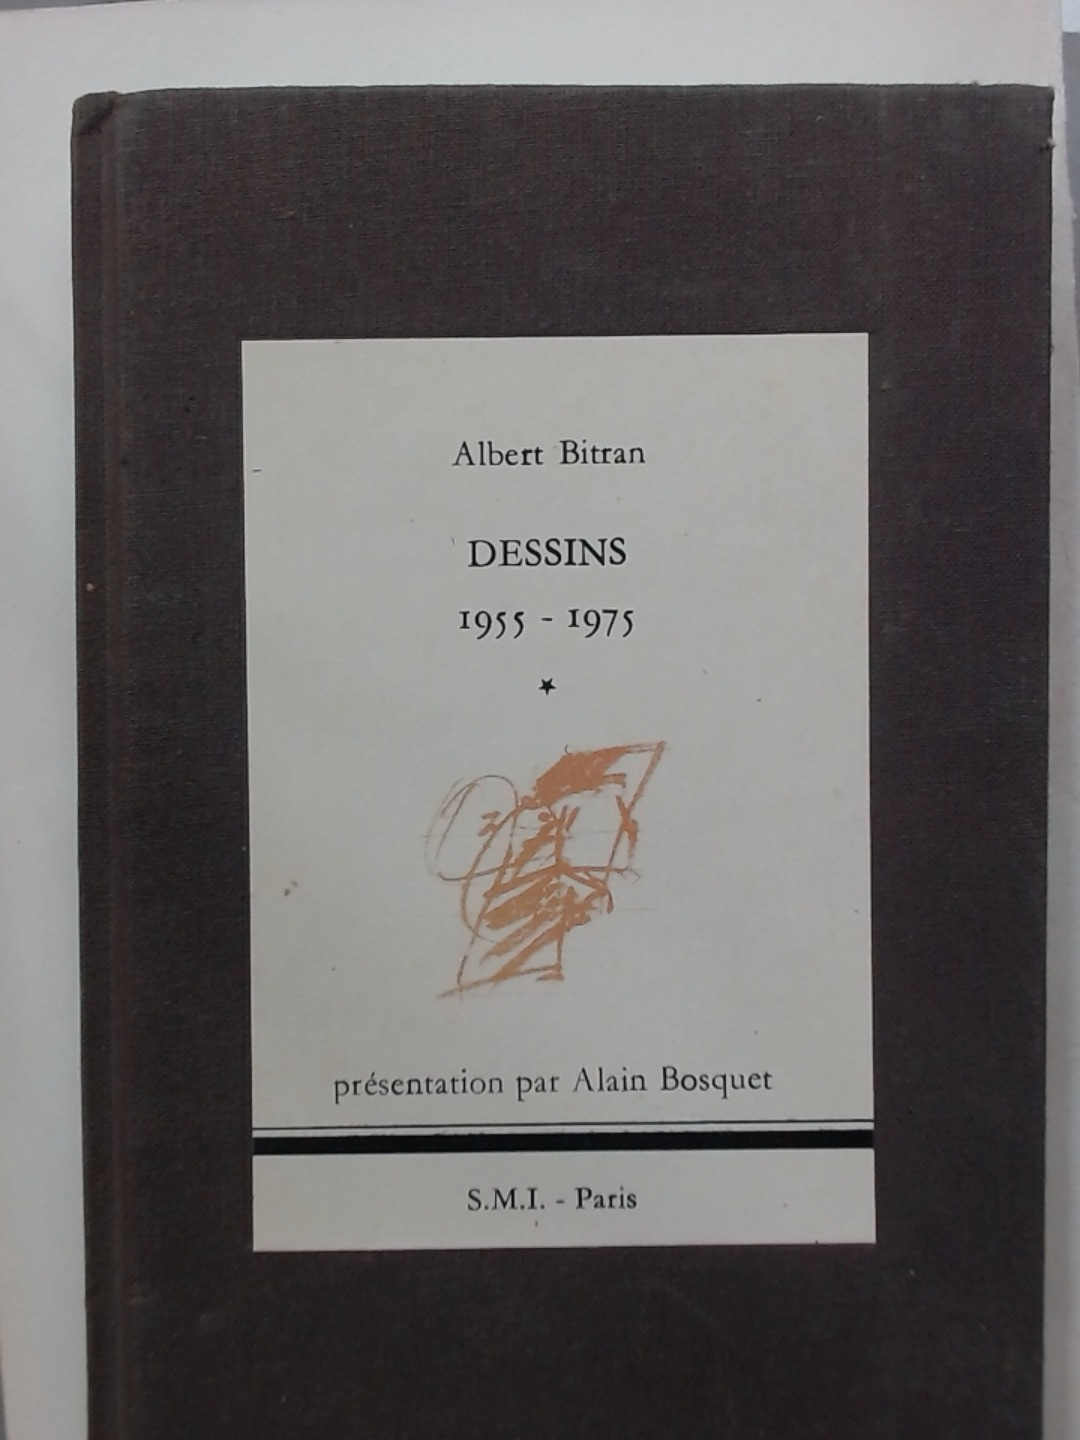 Albert Bitran
DESSINS
1955 - 1975
★
présentation par Alain Bosquet
S.M.I. - Paris